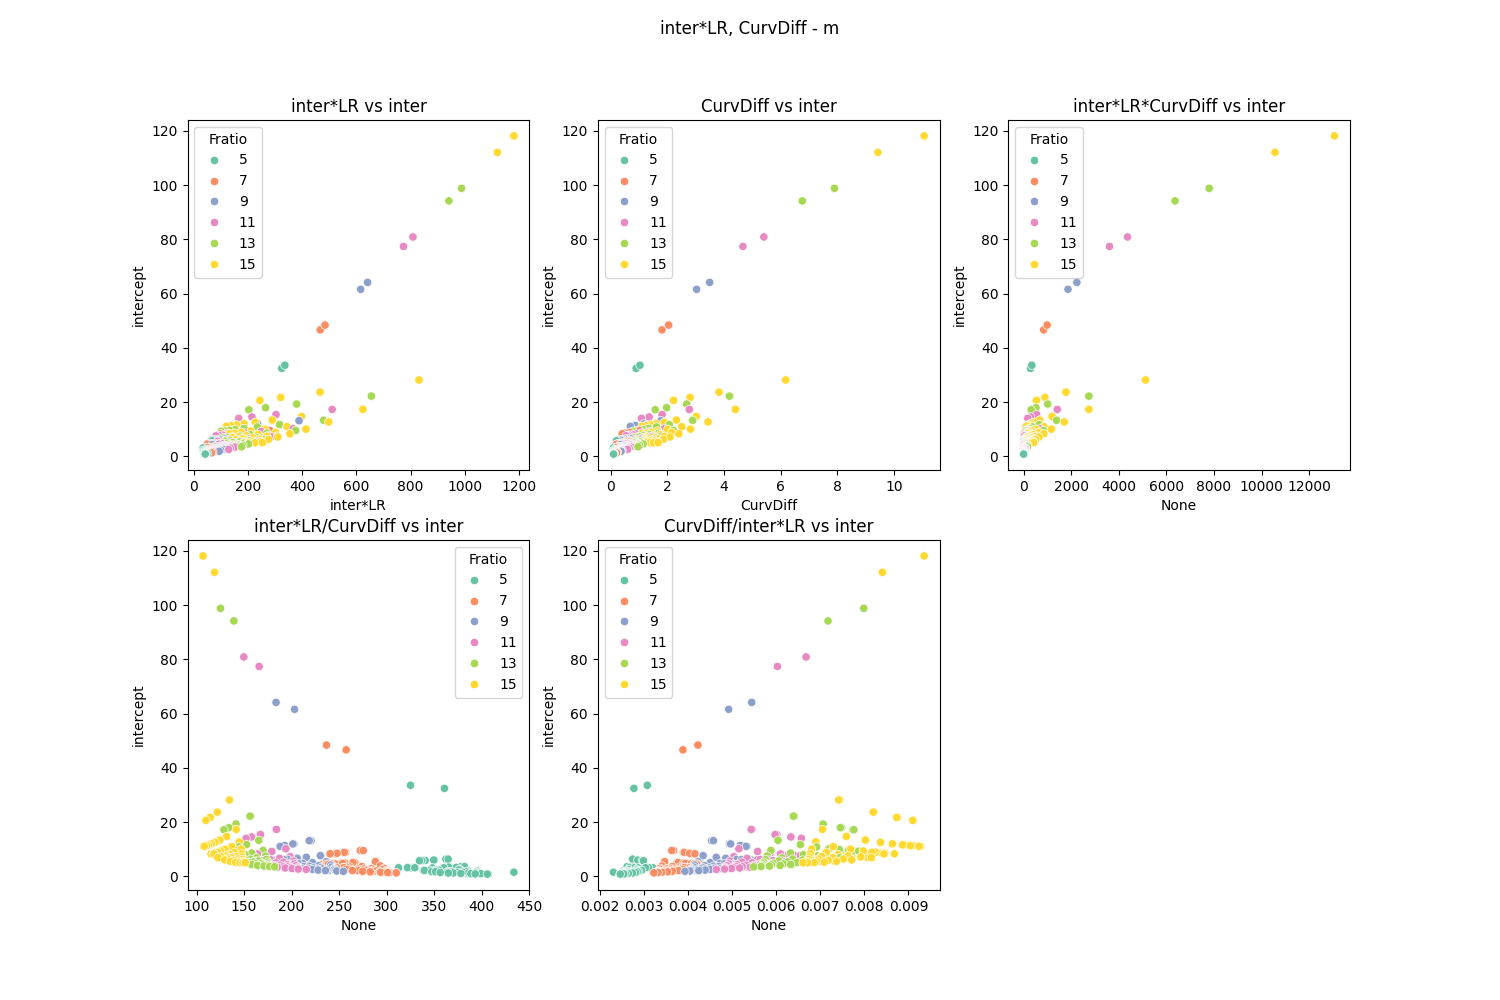 inter*LR, CurvDiff - m
inter*LR vs inter
intercept
120
100
80
60
40
20
0
Fratio
5
7
9
11
13
15
0 200 400 600 800 1000 1200
inter*LR
CurvDiff vs inter
intercept
120
100
80
60
40
20
0
Fratio
5
7
9
11
13
15
0 2 4 6 8 10
CurvDiff
inter*LR*CurvDiff vs inter
intercept
120
100
80
60
40
20
0
Fratio
5
7
9
11
13
15
0 2000 4000 6000 8000 10000 12000
None
inter*LR/CurvDiff vs inter
intercept
120
100
80
60
40
20
0
Fratio
5
7
9
11
13
15
100 150 200 250 300 350 400 450
None
CurvDiff/inter*LR vs inter
intercept
120
100
80
60
40
20
0
Fratio
5
7
9
11
13
15
0.002 0.003 0.004 0.005 0.006 0.007 0.008 0.009
None